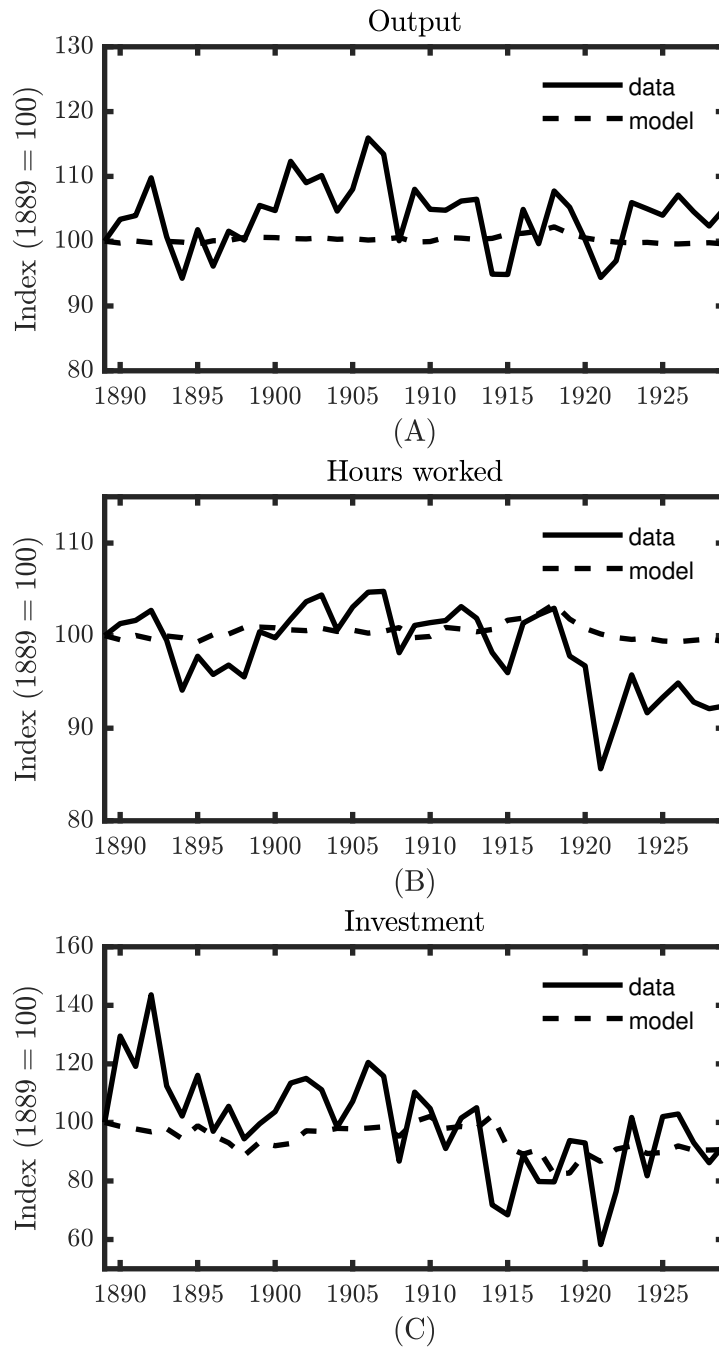 Output
Index (1889 = 100)
130
120
110
100
90
80
data
model
1890 1895 1900 1905 1910 1915 1920 1925
(A)
Hours worked
Index (1889 = 100)
110
100
90
80
data
model
1890 1895 1900 1905 1910 1915 1920 1925
(B)
Investment
Index (1889 = 100)
160
140
120
100
80
60
data
model
1890 1895 1900 1905 1910 1915 1920 1925
(C)